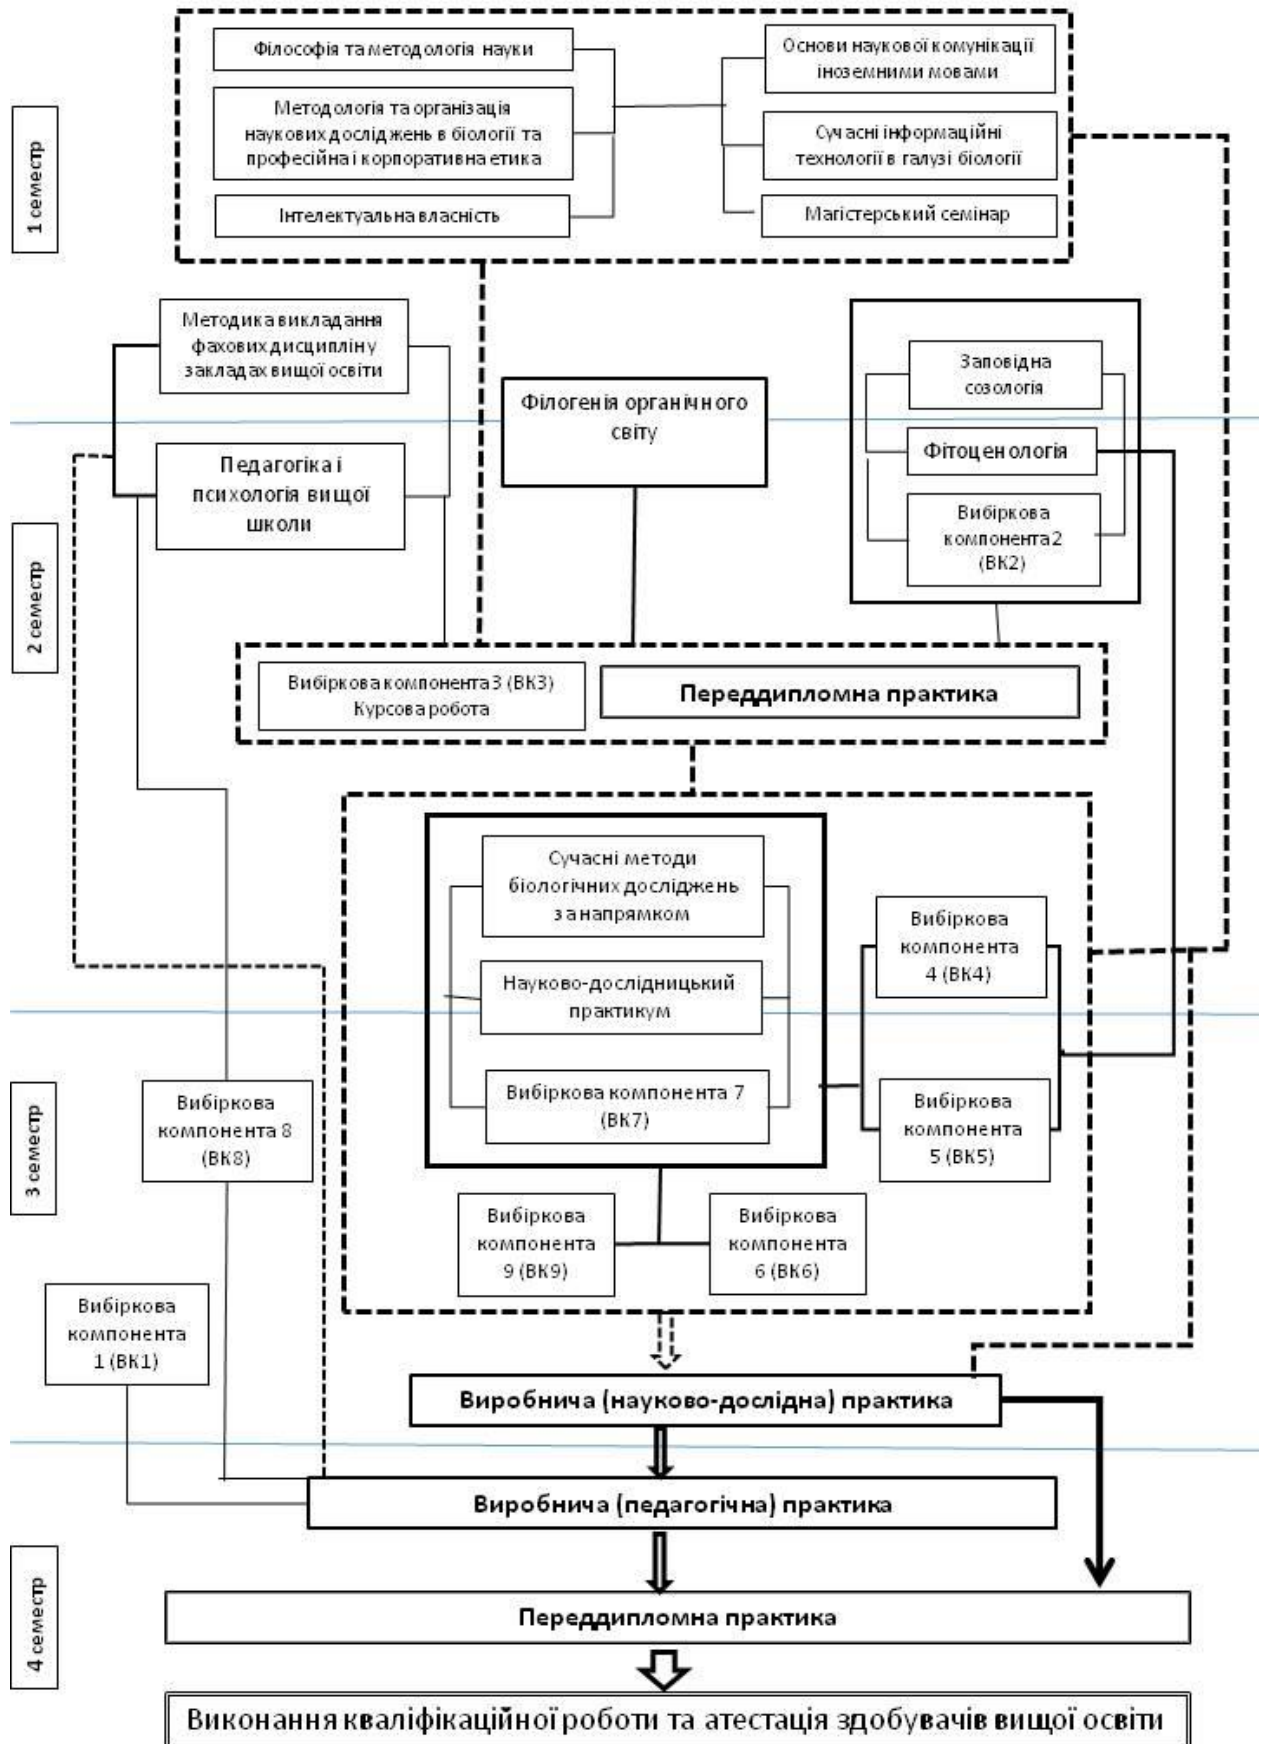 1 семестр
Філософія та методологія науки
Методологія та організація
наукових досліджень в біології та
професійна і корпоративна етика
Інтелектуальна власність
Основи наукової комунікації
іноземними мовами
Сучасні інформаційні
технології в галузі біології
Магістерський семінар
Методика викладання
фахових дисциплін у
закладах вищої освіти
Філогенія органічного
світу
Заповідна
созологія
Фітоценологія
Вибіркова
компонента 2
(ВК2)
2 семестр
Педагогіка і
психологія вищої
школи
Вибіркова компонента 3 (ВК3)
Курсова робота
Переддипломна практика
Сучасні методи
біологічних досліджень
за напрямком
Науково-дослідницький
практикум
Вибіркова компонента 7
(ВК7)
Вибіркова
компонента
4 (ВК4)
Вибіркова
компонента
5 (ВК5)
3 семестр
Вибіркова
компонента 8
(ВК8)
Вибіркова
компонента
9 (ВК9)
Вибіркова
компонента
6 (ВК6)
Вибіркова
компонента
1 (ВК1)
Виробнича (науково-дослідна) практика
Виробнича (педагогічна) практика
4 семестр
Переддипломна практика
Виконання кваліфікаційної роботи та атестація здобувачів вищої освіти